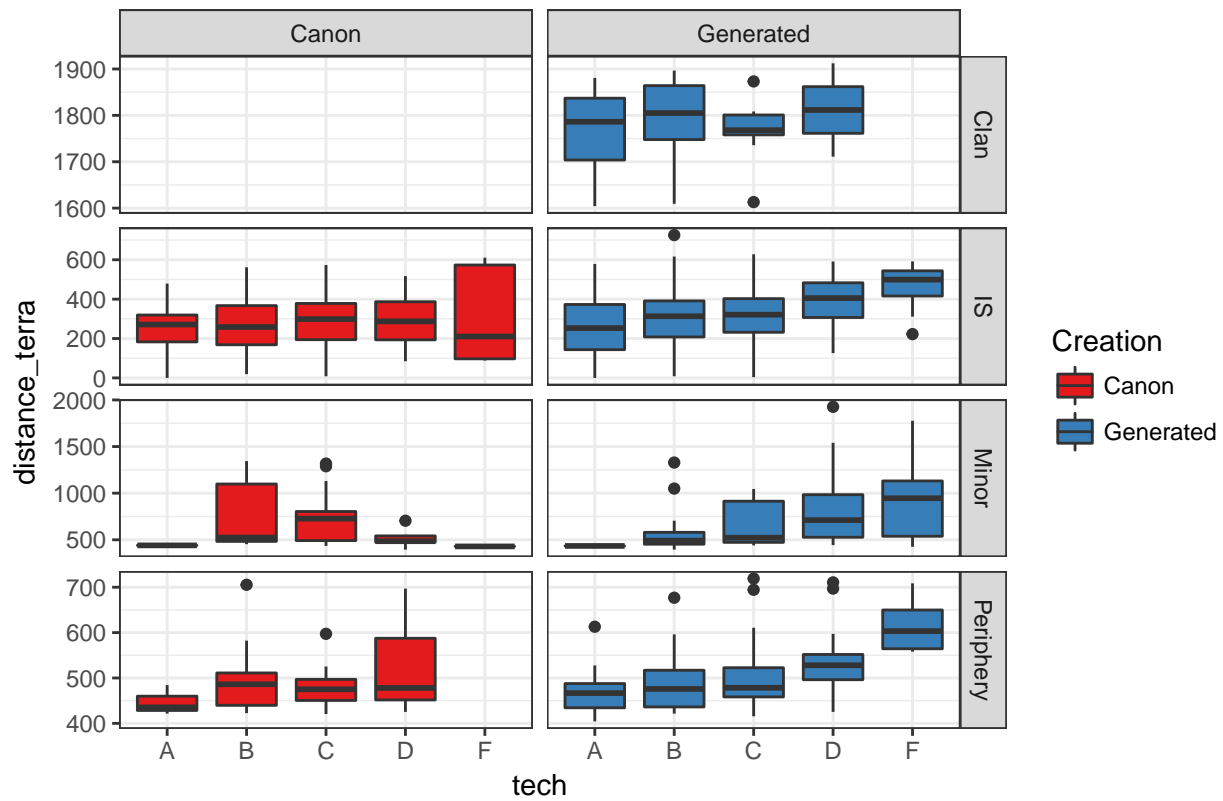 Canon Generated
1900
1800
1700
1600
Clan
600
400
200
0
IS
2000
1500
1000
500
Minor
700
600
500
400
Periphery
A B C D F A B C D F
tech
distance_terra
Creation
Canon
Generated